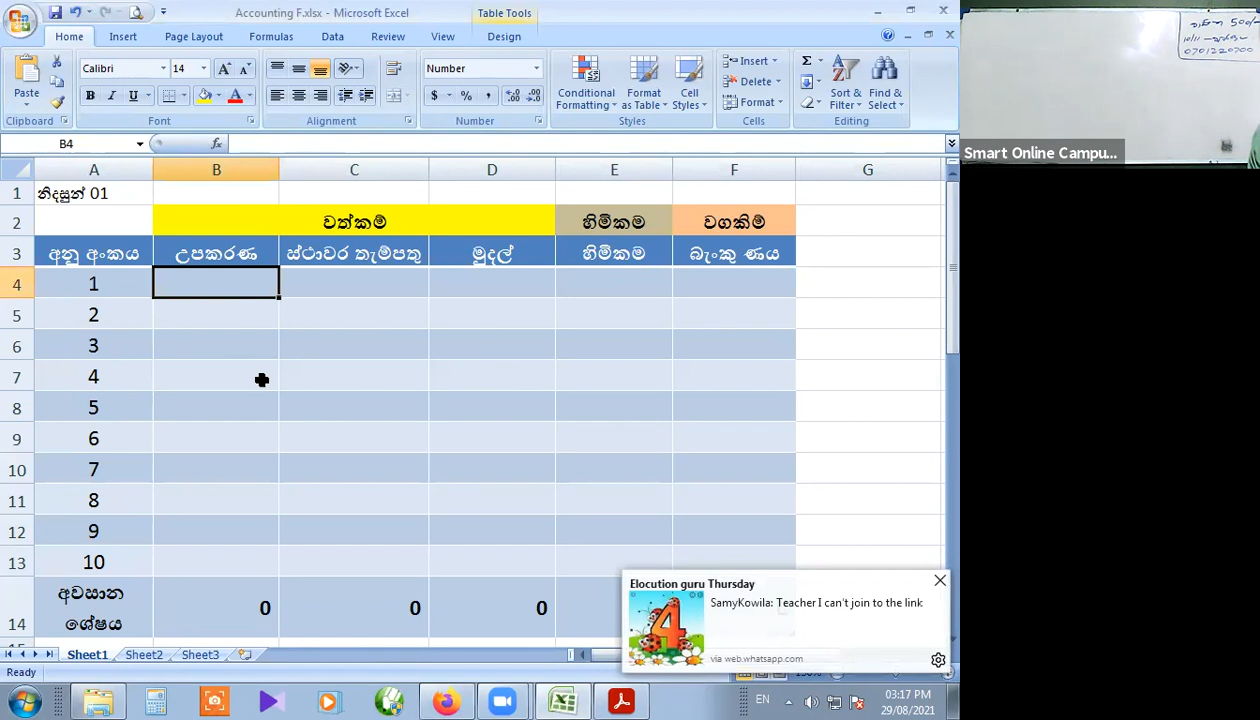 Accounting F.xlsx - Microsoft Excel
Table Tools
Home
Insert
Page Layout
Formulas
Data
Review
View
Design
Paste
Clipboard
Calibri
14
A
A
B
I
U
A
Font
Alignment
Number
$
%
,
Number
Conditional
Formatting
Format
as Table
Cell
Styles
Styles
Insert
Delete
Format
Cells
Σ
Sort &
Filter
Find &
Select
Editing
B4
fx
A
B
C
D
E
F
G
1
නිදසුන් 01
2
වත්කම්
හිමිකම
වගකිම්
3
අනු අංකය
උපකරණ
ස්ථාවර තැම්පතු
මුදල්
හිමිකම
බැංකු ණය
4
1
5
2
6
3
7
4
8
5
9
6
10
7
11
8
12
9
13
10
14
අවසාන
ශේෂය
0
0
0
Elocution guru Thursday
SamyKowila: Teacher I can't join to the link
via web.whatsapp.com
Sheet1
Sheet2
Sheet3
Ready
EN
03:17 PM
29/08/2021
500/-
0701220700
Smart Online Campu...